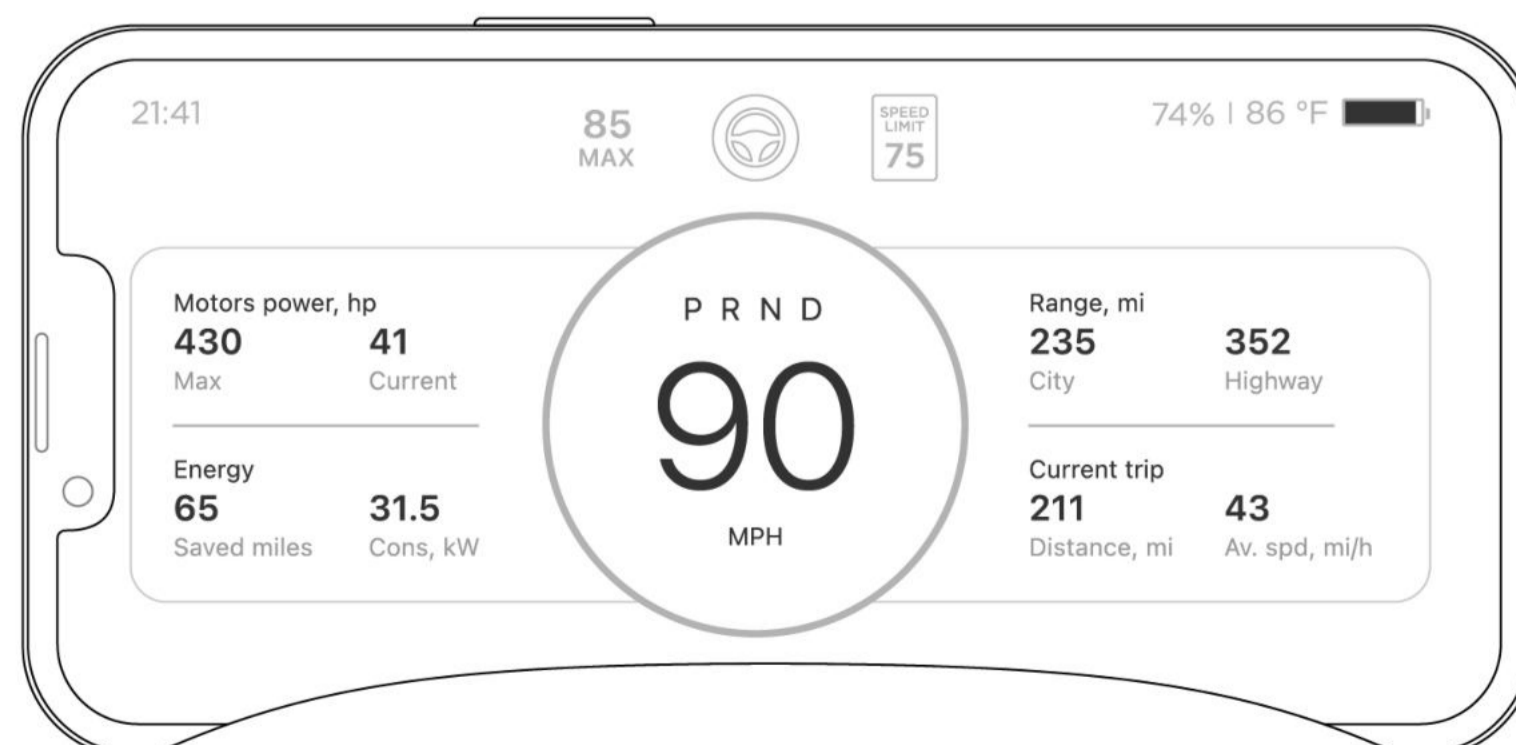 21:41
85
MAX
SPEED
LIMIT
75
74% | 86 °F
Motors power, hp
430 41
Max Current
Energy
65 31.5
Saved miles Cons, kW
P R N D
90
MPH
Range, mi
235 352
City Highway
Current trip
211 43
Distance, mi Av. spd, mi/h